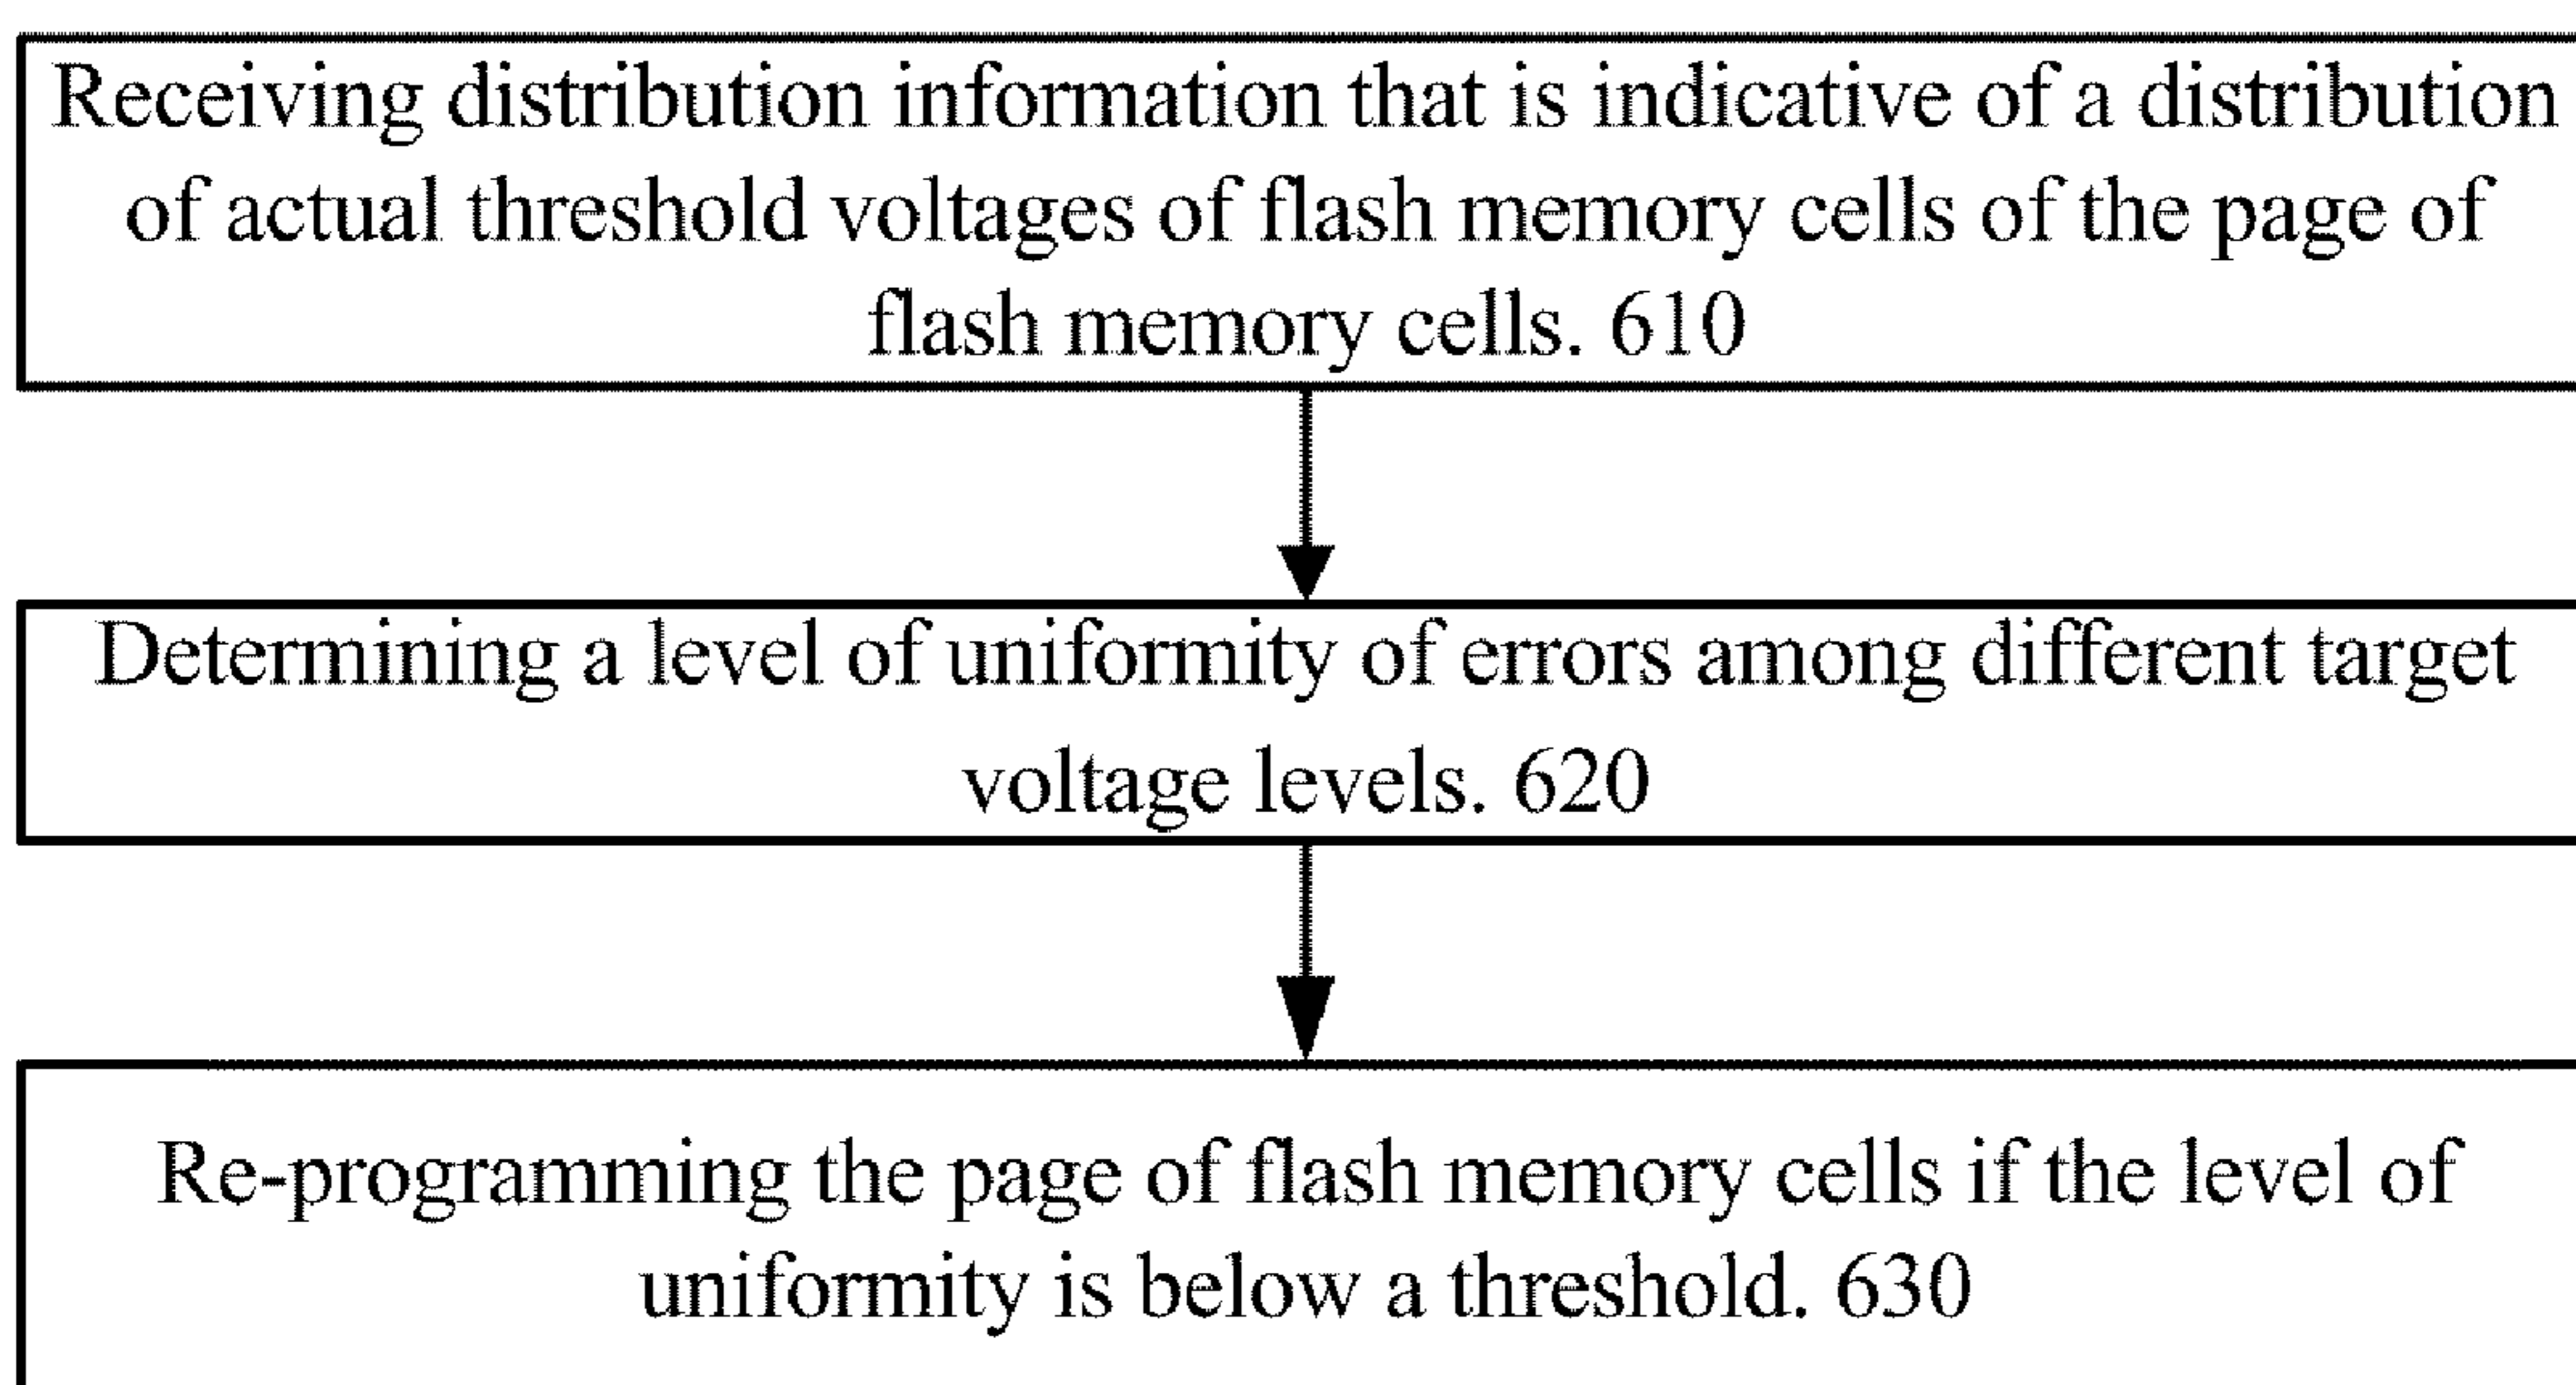 Receiving distribution information that is indicative of a distribution
of actual threshold voltages of flash memory cells of the page of
flash memory cells. 610
Determining a level of uniformity of errors among different target
voltage levels. 620
Re-programming the page of flash memory cells if the level of
uniformity is below a threshold. 630